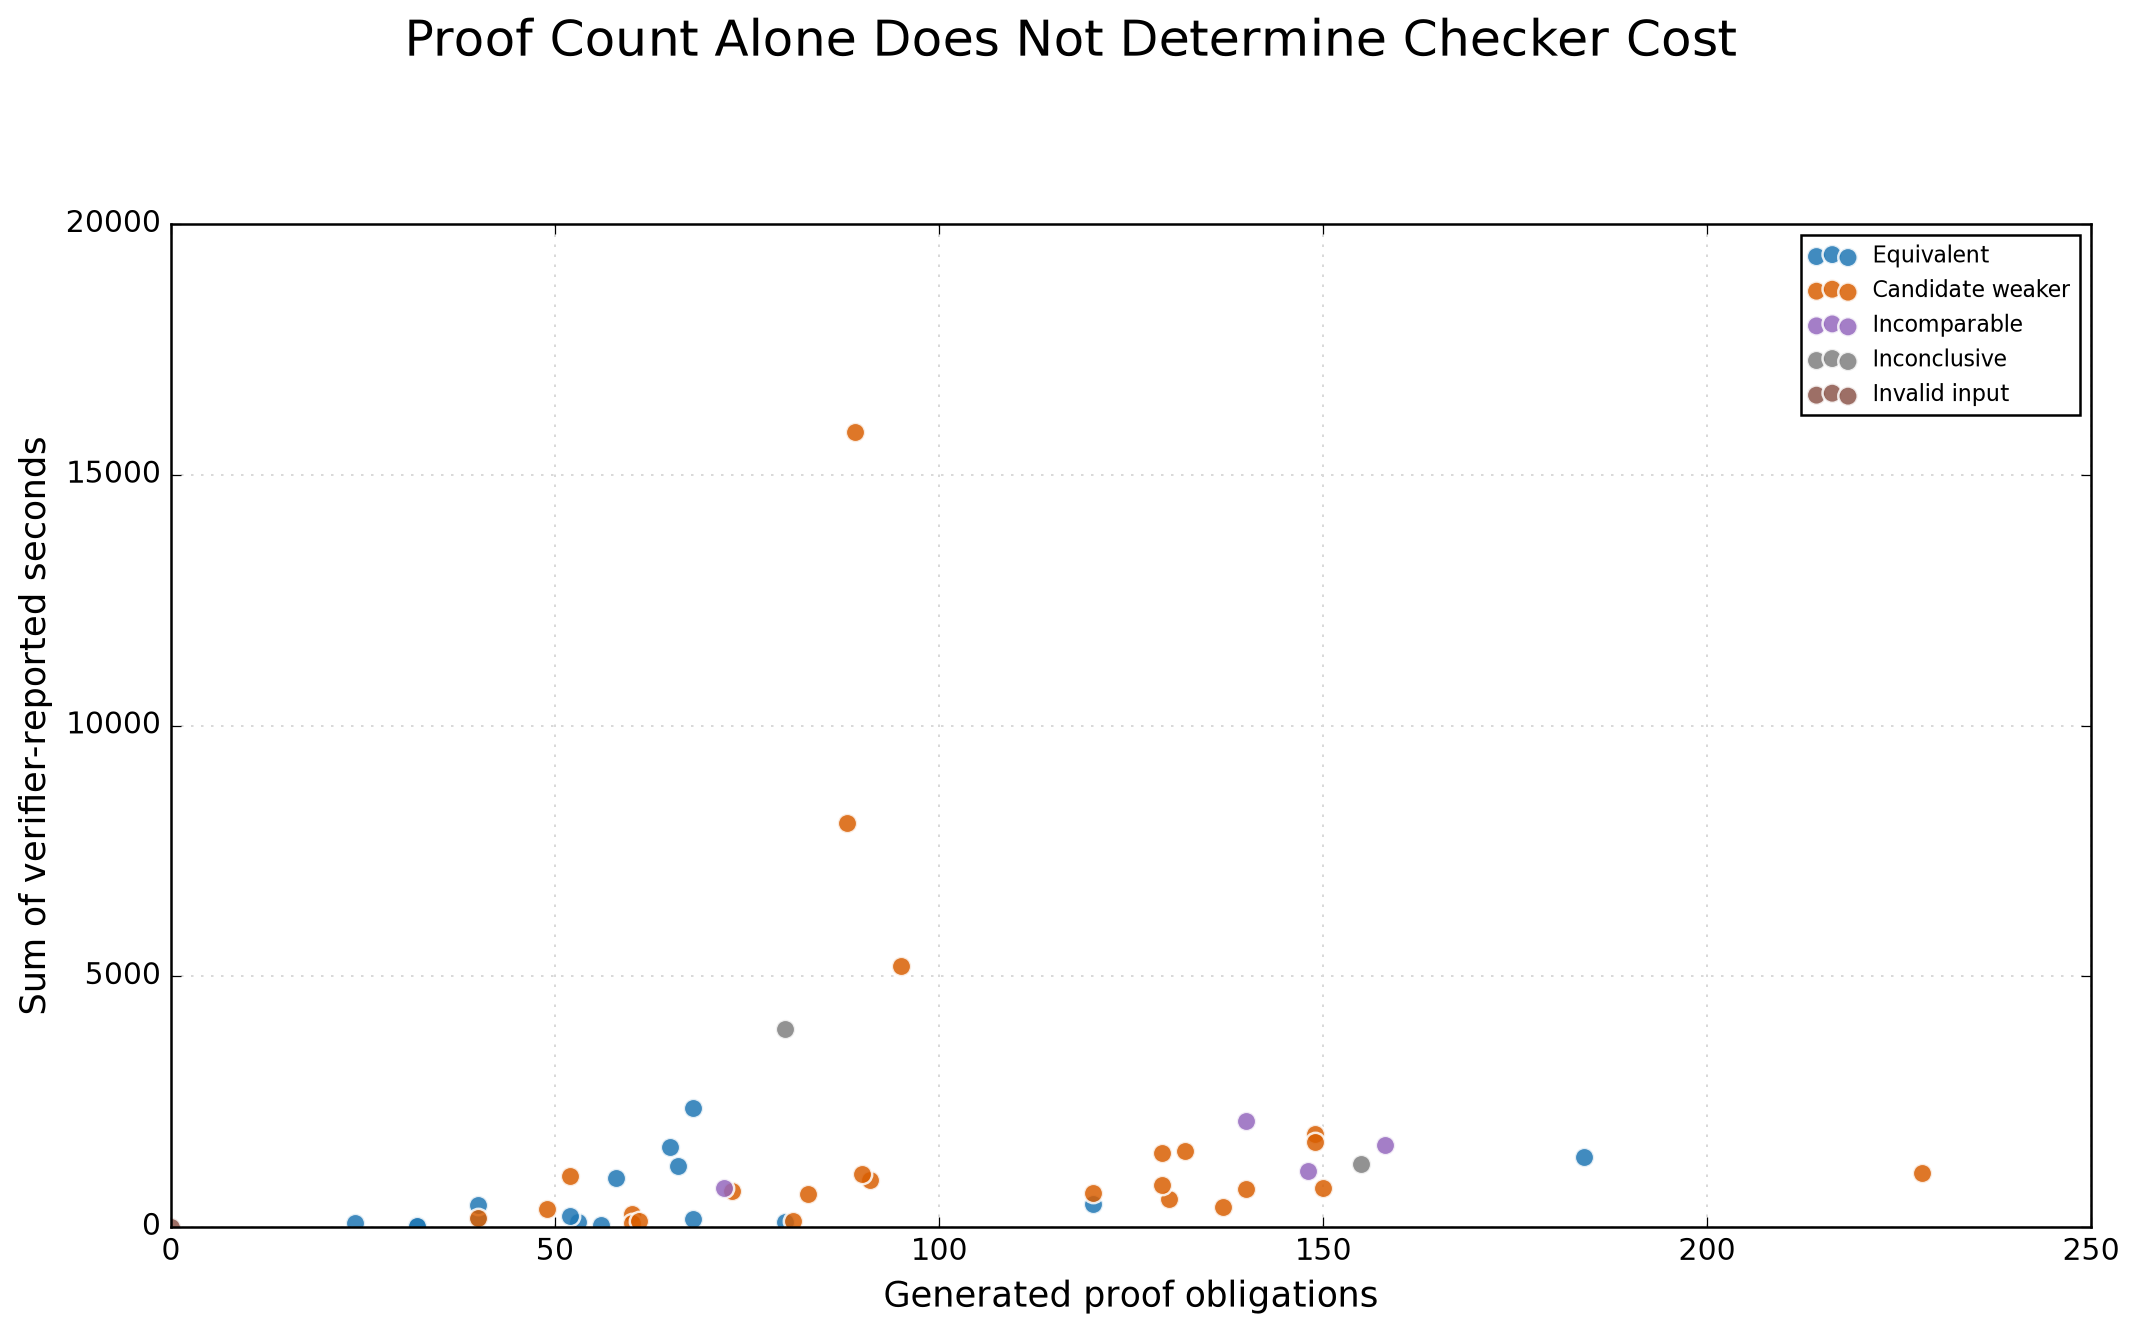 Proof Count Alone Does Not Determine Checker Cost
20000
15000
10000
5000
0
Sum of verifier-reported seconds
Equivalent
Candidate weaker
Incomparable
Inconclusive
Invalid input
0 50 100 150 200 250
Generated proof obligations